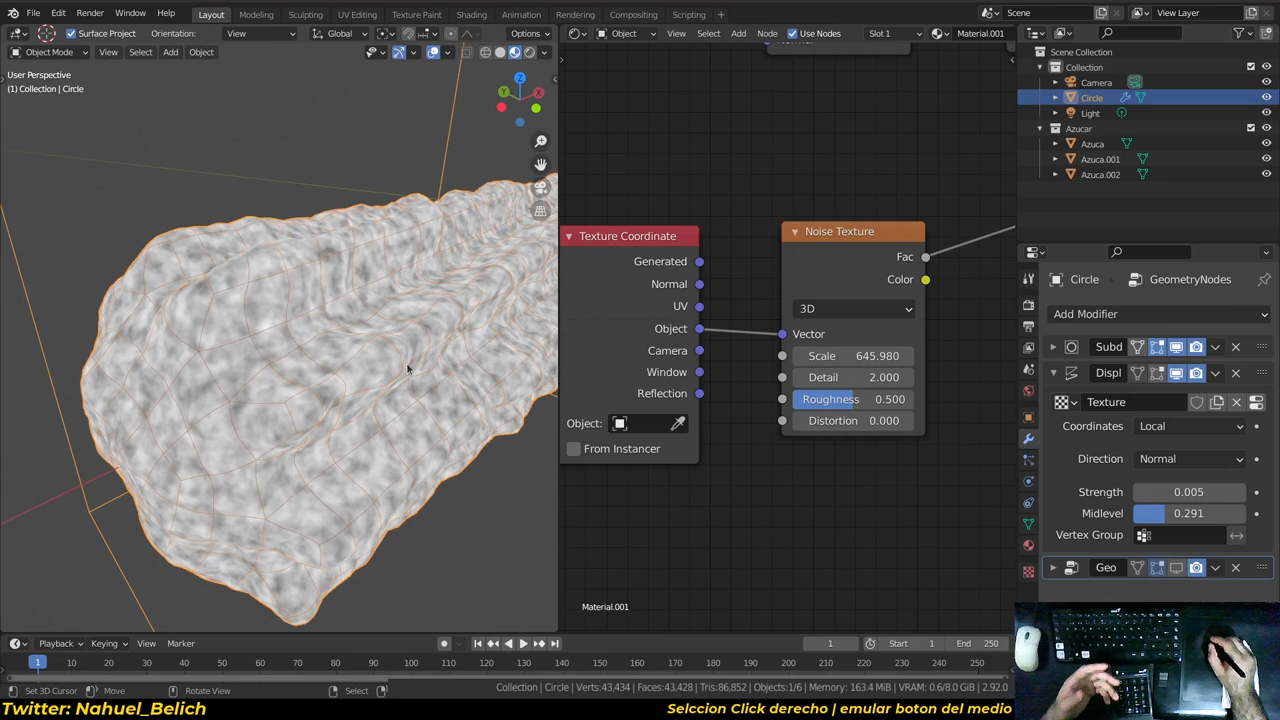 File Edit Render Window Help Layout Modeling Sculpting UV Editing Texture Paint Shading Animation Rendering Compositing Scripting Scene View Layer
Surface Project Orientation: View Global Options Object View Select Add Node Use Nodes Slot 1 Material.001
Object Mode View Select Add Object
User Perspective
(1) Collection | Circle
Z
Y X
Texture Coordinate
Generated
Normal
UV
Object
Camera
Window
Reflection
Object:
From Instancer
Noise Texture
Fac
Color
3D
Vector
Scale 645.980
Detail 2.000
Roughness 0.500
Distortion 0.000
Material.001
Scene Collection
Collection
Camera
Circle
Light
Azucar
Azuca
Azuca.001
Azuca.002
Circle GeometryNodes
Add Modifier
Subd
Displ
Texture
Coordinates Local
Direction Normal
Strength 0.005
Midlevel 0.291
Vertex Group
Geo
Playback Keying View Marker 1 Start 1 End 250
1 10 20 30 40 50 60 70 80 90 100 110 120 130 140 150 160 170 180 190 200 210 220 230 240 250
Set 3D Cursor Move Rotate View Select Move Collection | Circle | Verts:43,434 | Faces:43,428 | Tris:86,852 | Objects:1/6 | Memory: 163.4 MiB | VRAM: 0.6/8.0 GiB | 2.92.0
Twitter: Nahuel_Belich Selccion Click derecho | emular boton del medio